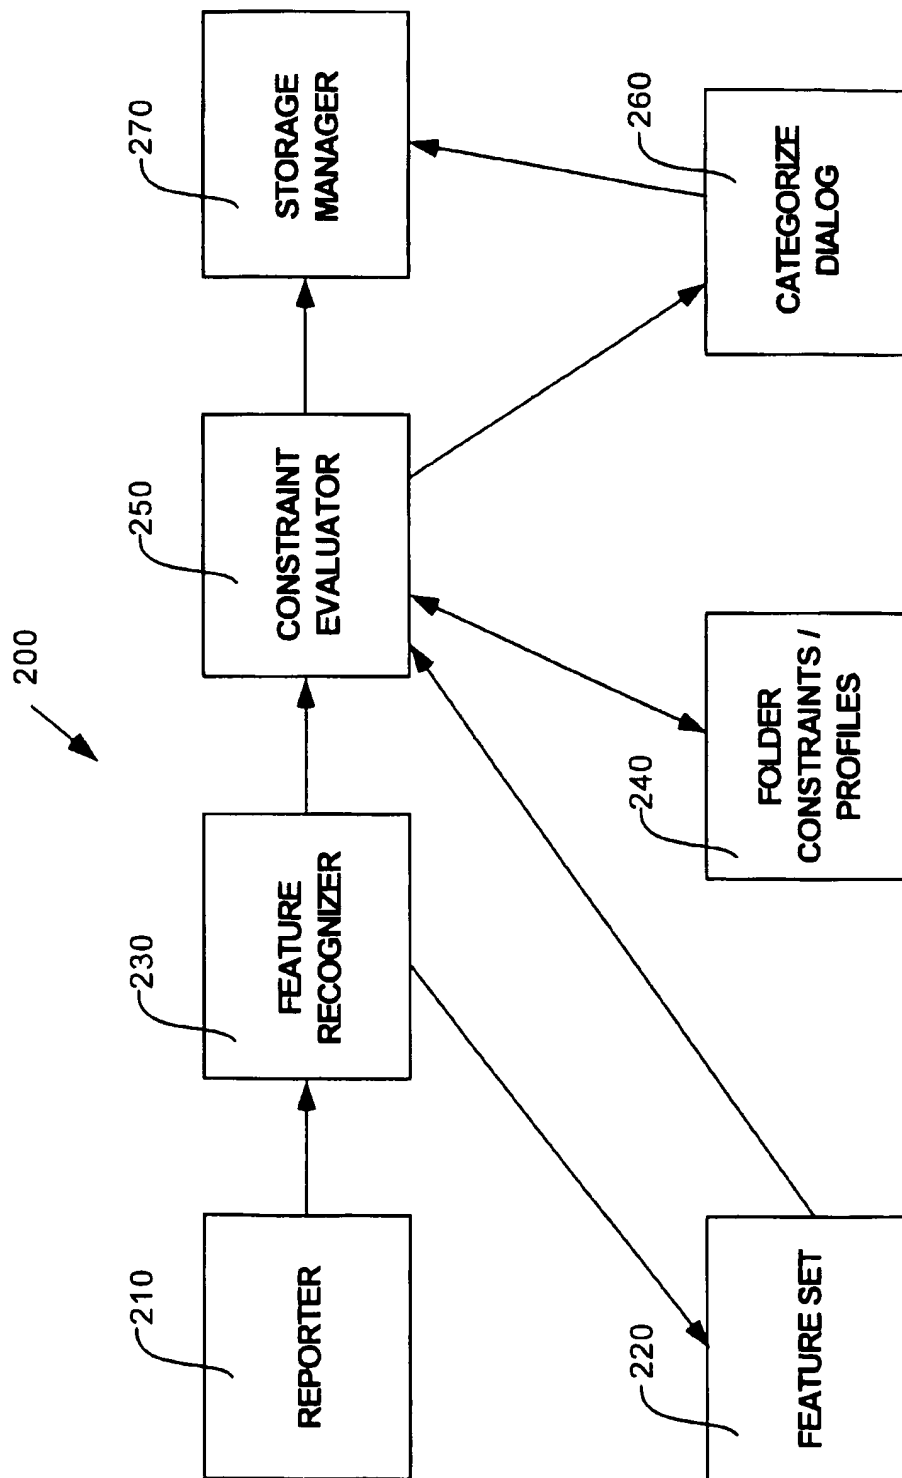 200
210
REPORTER
230
FEATURE
RECOGNIZER
250
CONSTRAINT
EVALUATOR
270
STORAGE
MANAGER
220
FEATURE SET
240
FOLDER
CONSTRAINTS /
PROFILES
260
CATEGORIZE
DIALOG